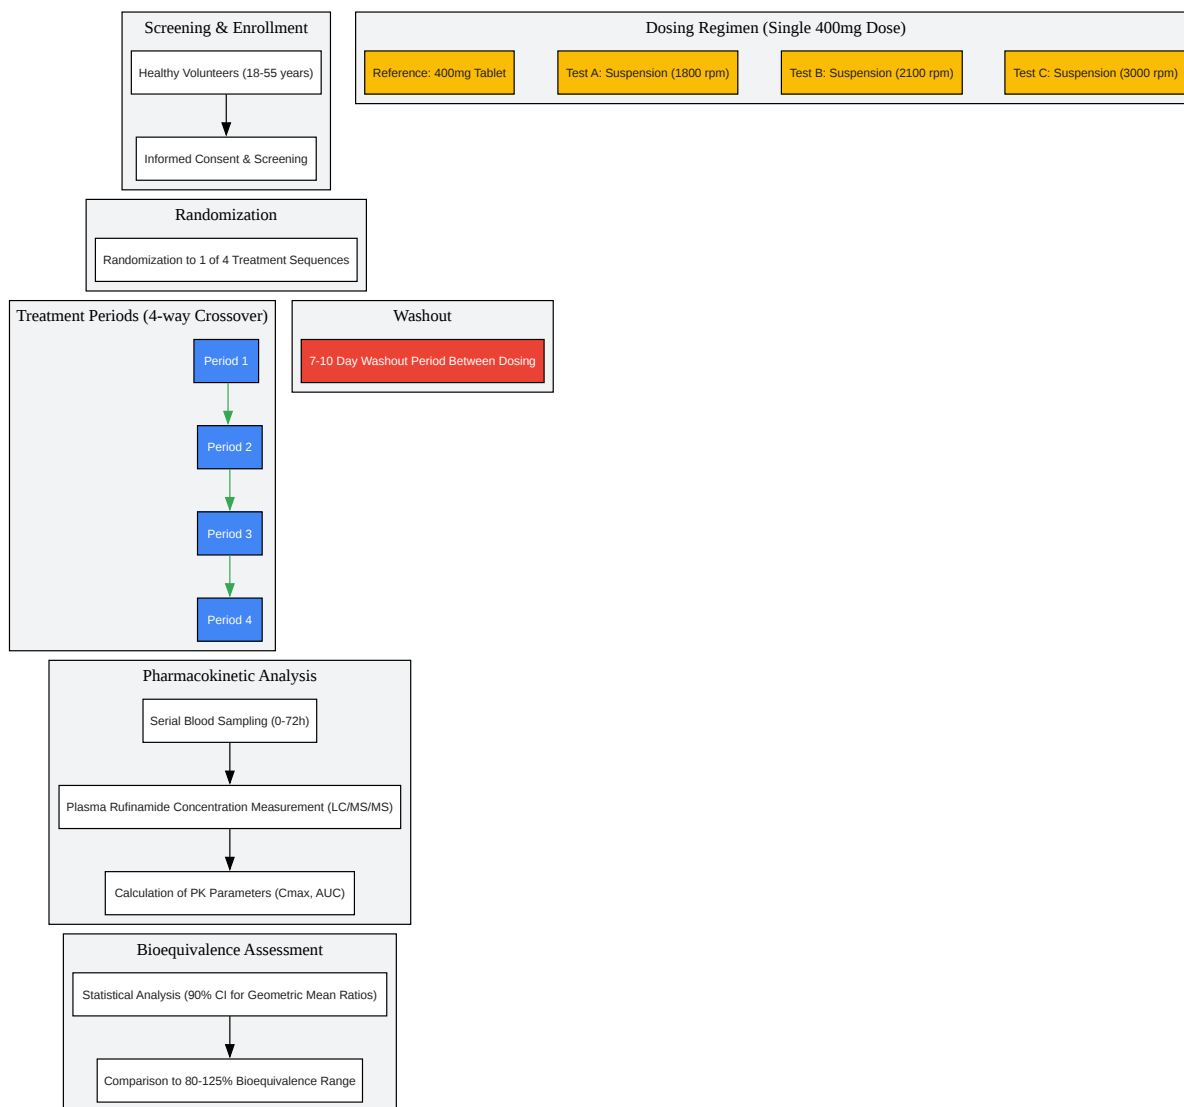 Screening & Enrollment
Healthy Volunteers (18-55 years)
Informed Consent & Screening
Dosing Regimen (Single 400mg Dose)
Reference: 400mg Tablet
Test A: Suspension (1800 rpm)
Test B: Suspension (2100 rpm)
Test C: Suspension (3000 rpm)
Randomization
Randomization to 1 of 4 Treatment Sequences
Treatment Periods (4-way Crossover)
Period 1
Period 2
Period 3
Period 4
Washout
7-10 Day Washout Period Between Dosing
Pharmacokinetic Analysis
Serial Blood Sampling (0-72h)
Plasma Rufinamide Concentration Measurement (LC/MS/MS)
Calculation of PK Parameters (Cmax, AUC)
Bioequivalence Assessment
Statistical Analysis (90% CI for Geometric Mean Ratios)
Comparison to 80-125% Bioequivalence Range